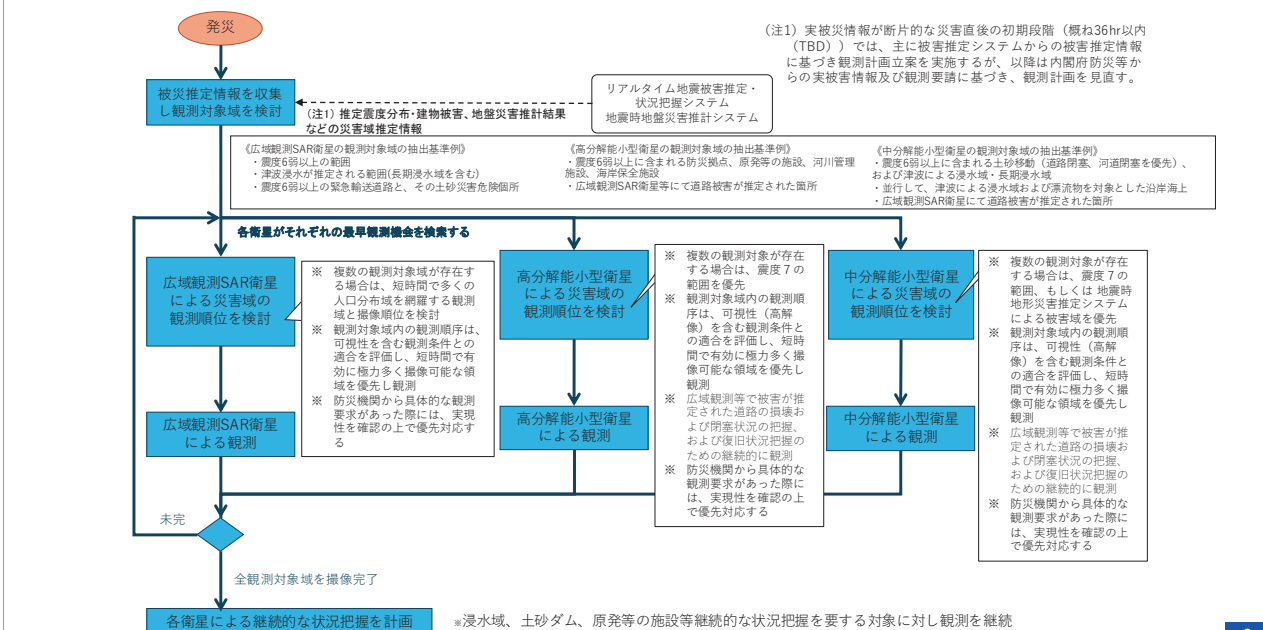 発災
(注1) 実被災情報が断片的な災害直後の初期段階（概ね36hr以内
（TBD））では、主に被害推定システムからの被害推定情報
に基づき観測計画立案を実施するが、以降は内閣府防災等か
らの実被害情報及び観測要請に基づき、観測計画を見直す。
被災推定情報を収集
し観測対象域を検討
リアルタイム地震被害推定・
状況把握システム
地震時地盤災害推計システム
(注1) 推定震度分布・建物被害、地盤災害推計結果
などの災害域推定情報
《広域観測SAR衛星の観測対象域の抽出基準例》
・震度6弱以上の範囲
・津波浸水が推定される範囲(長期浸水域を含む)
・震度6弱以上の緊急輸送道路と、その土砂災害危険個所
《高分解能小型衛星の観測対象域の抽出基準例》
・震度6弱以上に含まれる防災拠点、原発等の施設、河川管理
施設、海岸保全施設
・広域観測SAR衛星等にて道路被害が推定された箇所
《中分解能小型衛星の観測対象域の抽出基準例》
・震度6弱以上に含まれる土砂移動（道路閉塞、河道閉塞を優先）、
および津波による浸水域・長期浸水域
・並行して、津波による浸水域および漂流物を対象とした沿岸海上
・広域観測SAR衛星にて道路被害が推定された箇所
各衛星がそれぞれの最早観測機会を検索する
広域観測SAR衛星
による災害域の
観測順位を検討
※ 複数の観測対象域が存在す
る場合は、短時間で多くの
人口分布域を網羅する観測
域と撮像順位を検討
※ 観測対象域内の観測順序は、
可視性を含む観測条件との
適合を評価し、短時間で有
効に極力多く撮像可能な領
域を優先し観測
※ 防災機関から具体的な観測
要求があった際には、実現
性を確認の上で優先対応す
る
高分解能小型衛星
による災害域の
観測順位を検討
※ 複数の観測対象が存在
する場合は、震度７の
範囲を優先
※ 観測対象域内の観測順
序は、可視性（高解
像）を含む観測条件と
の適合を評価し、短時
間で有効に極力多く撮
像可能な領域を優先し
観測
※ 広域観測等で被害が推
定された道路の損壊お
よび閉塞状況の把握、
および復旧状況把握の
ための継続的に観測
※ 防災機関から具体的な
観測要求があった際に
は、実現性を確認の上
で優先対応する
中分解能小型衛星
による災害域の
観測順位を検討
※ 複数の観測対象が存在
する場合は、震度７の
範囲、もしくは 地震時
地形災害推定システム
による被害域を優先
※ 観測対象域内の観測順
序は、可視性（高解
像）を含む観測条件と
の適合を評価し、短時
間で有効に極力多く撮
像可能な領域を優先し
観測
※ 広域観測等で被害が推
定された道路の損壊お
よび閉塞状況の把握、
および復旧状況把握の
ための継続的に観測
※ 防災機関から具体的な
観測要求があった際に
は、実現性を確認の上
で優先対応する
広域観測SAR衛星
による観測
高分解能小型衛星
による観測
中分解能小型衛星
による観測
未完
全観測対象域を撮像完了
各衛星による継続的な状況把握を計画
※浸水域、土砂ダム、原発等の施設等継続的な状況把握を要する対象に対し観測を継続